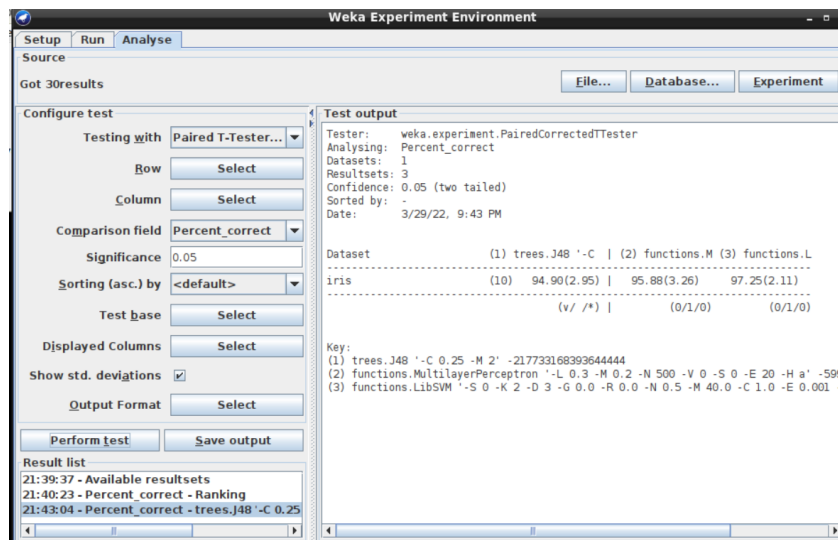 Weka Experiment Environment
Setup Run Analyse
Source
Got 30results
File... Database... Experiment
Configure test
Testing with Paired T-Tester...
Row Select
Column Select
Comparison field Percent_correct
Significance 0.05
Sorting (asc.) by <default>
Test base Select
Displayed Columns Select
Show std. deviations
Output Format Select
Perform test Save output
Result list
21:39:37 - Available resultsets
21:40:23 - Percent_correct - Ranking
21:43:04 - Percent_correct - trees.J48 '-C 0.25
Test output
Tester: weka.experiment.PairedCorrectedTTester
Analysing: Percent_correct
Datasets: 1
Resultsets: 3
Confidence: 0.05 (two tailed)
Sorted by: -
Date: 3/29/22, 9:43 PM
Dataset (1) trees.J48 '-C | (2) functions.M (3) functions.L
--------------------------------------------------------------------------------
iris (10) 94.90(2.95) | 95.88(3.26) 97.25(2.11)
--------------------------------------------------------------------------------
(v/ /*) | (0/1/0) (0/1/0)
Key:
(1) trees.J48 '-C 0.25 -M 2' -217733168393644444
(2) functions.MultilayerPerceptron '-L 0.3 -M 0.2 -N 500 -V 0 -S 0 -E 20 -H a' -599
(3) functions.LibSVM '-S 0 -K 2 -D 3 -G 0.0 -R 0.0 -N 0.5 -M 40.0 -C 1.0 -E 0.001